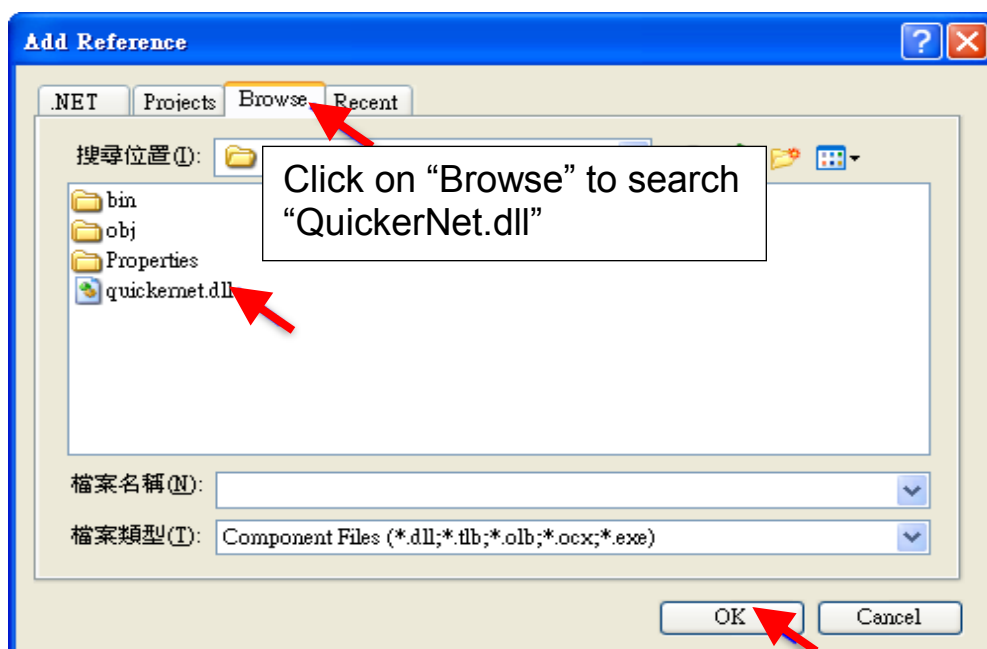 Add Reference
.NET
Projects
Browse
Recent
搜尋位置(I):
Click on “Browse” to search
“QuickerNet.dll”
bin
obj
Properties
quickernet.dll
檔案名稱(N):
檔案類型(T):
Component Files (*.dll;*.tlb;*.olb;*.ocx;*.exe)
OK
Cancel